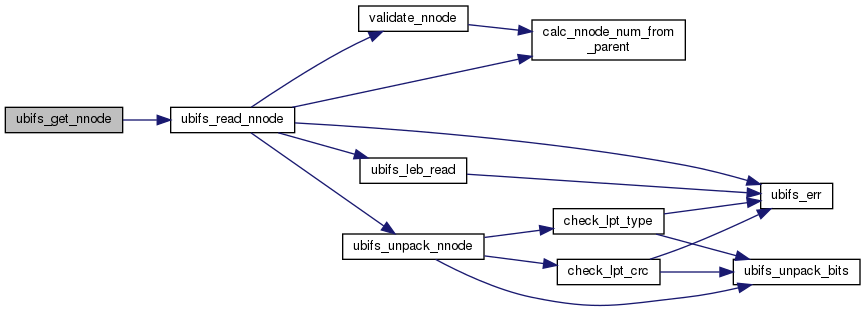 validate_nnode
calc_nnode_num_from
_parent
ubifs_get_nnode
ubifs_read_nnode
ubifs_leb_read
ubifs_err
check_lpt_type
ubifs_unpack_nnode
check_lpt_crc
ubifs_unpack_bits